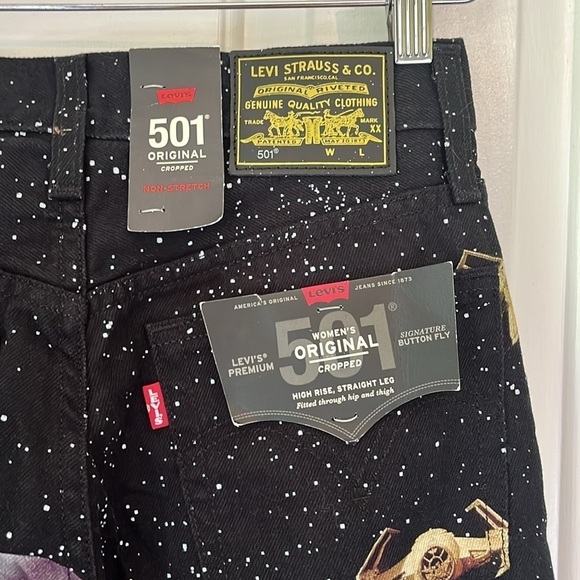 Levi's
501®
ORIGINAL
CROPPED
NON-STRETCH
LEVI STRAUSS & CO.
SAN FRANCISCO, CAL.
ORIGINAL RIVETED
GENUINE QUALITY CLOTHING
TRADE MARK
XX
PATENTED MAY 20 1873
501® W L
AMERICA'S ORIGINAL Levi's JEANS SINCE 1873
501®
LEVI'S®
PREMIUM
WOMEN'S
ORIGINAL
CROPPED
SIGNATURE
BUTTON FLY
HIGH RISE, STRAIGHT LEG
Fitted through hip and thigh
LEVI'S